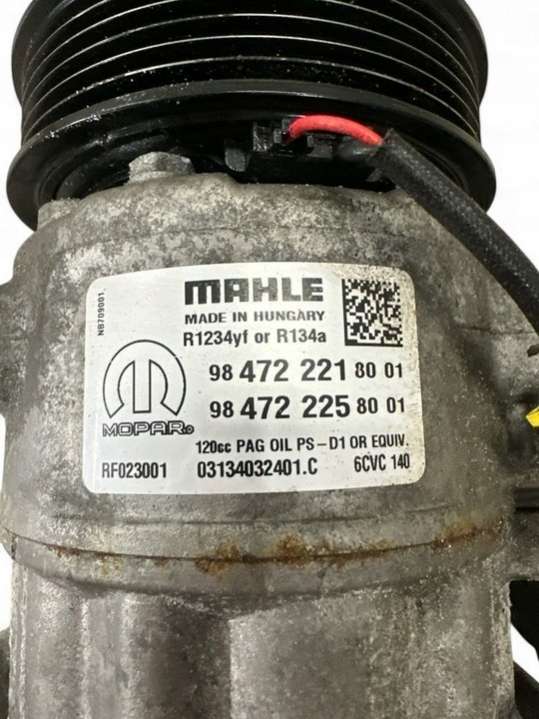 NB709001
MAHLE
MADE IN HUNGARY
R1234yf or R134a
98 472 221 80 01
98 472 225 80 01
MOPAR®
120cc PAG OIL PS-D1 OR EQUIV.
RF023001 03134032401.C 6CVC 140